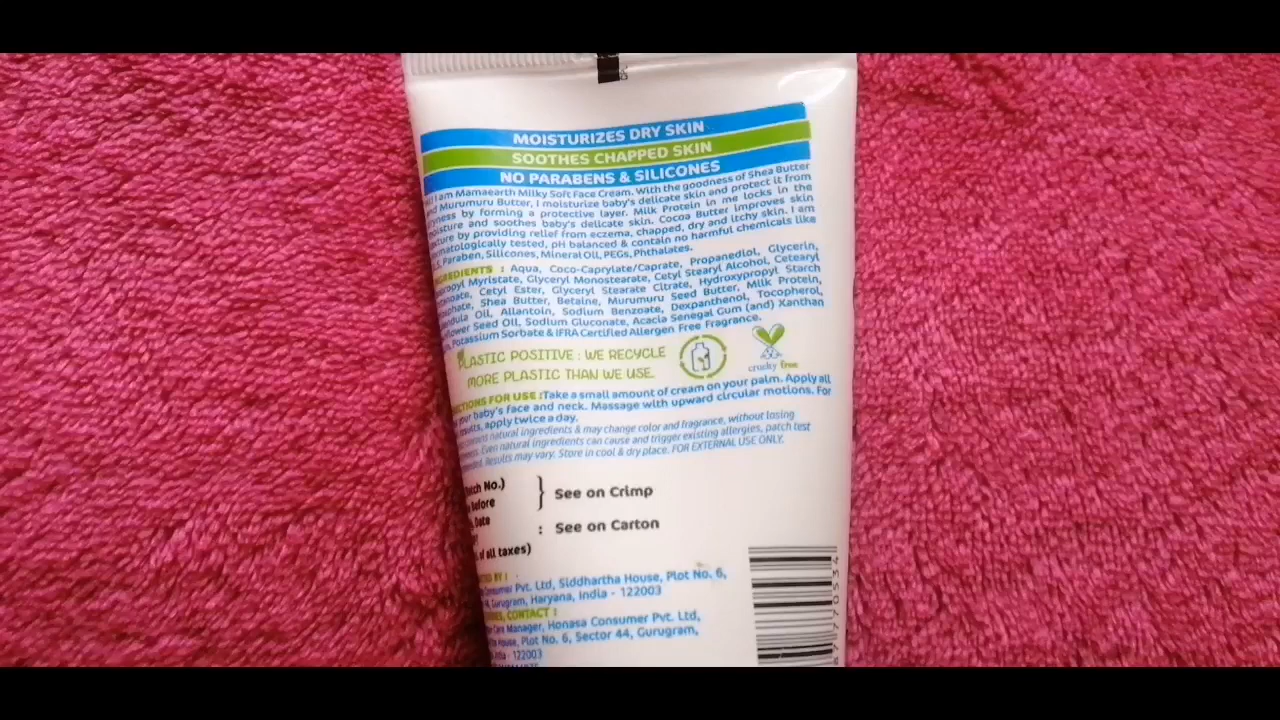 MOISTURIZES DRY SKIN
SOOTHES CHAPPED SKIN
NO PARABENS & SILICONES
I am Mamaearth Milky Soft Face Cream. With the goodness of Shea Butter
and Murumuru Butter, I moisturize baby's delicate skin and protect it from
by forming a protective layer. Milk Protein in me locks in the
moisture and soothes baby's delicate skin. Cocoa Butter improves skin
by providing relief from eczema, chapped, dry and itchy skin. I am
tested, pH balanced & contain no harmful chemicals like
Paraben, Silicones, Mineral Oil, PEGs, Phthalates.
: Aqua, Coco-Caprylate/Caprate, Propanediol, Glycerin,
Myristate, Glyceryl Monostearate, Cetyl Stearyl Alcohol, Cetearyl
Cetyl Ester, Glyceryl Stearate Citrate, Hydroxypropyl Starch
Shea Butter, Betaine, Murumuru Seed Butter, Milk Protein,
Oil, Allantoin, Sodium Benzoate, Dexpanthenol, Tocopherol,
Seed Oil, Sodium Gluconate, Acacia Senegal Gum (and) Xanthan
Potassium Sorbate & IFRA Certified Allergen Free Fragrance.
PLASTIC POSITIVE : WE RECYCLE
MORE PLASTIC THAN WE USE.
cruelty free
FOR USE :Take a small amount of cream on your palm. Apply all
your baby's face and neck. Massage with upward circular motions. For
results, apply twice a day.
natural ingredients & may change color and fragrance, without losing
Even natural ingredients can cause and trigger existing allergies, patch test
Results may vary. Store in cool & dry place. FOR EXTERNAL USE ONLY.
No.)
Before
} See on Crimp
Date
: See on Carton
of all taxes)
BY :
Consumer Pvt. Ltd, Siddhartha House, Plot No. 6,
Gurugram, Haryana, India - 122003
CONTACT :
Care Manager, Honasa Consumer Pvt. Ltd,
House, Plot No. 6, Sector 44, Gurugram,
122003